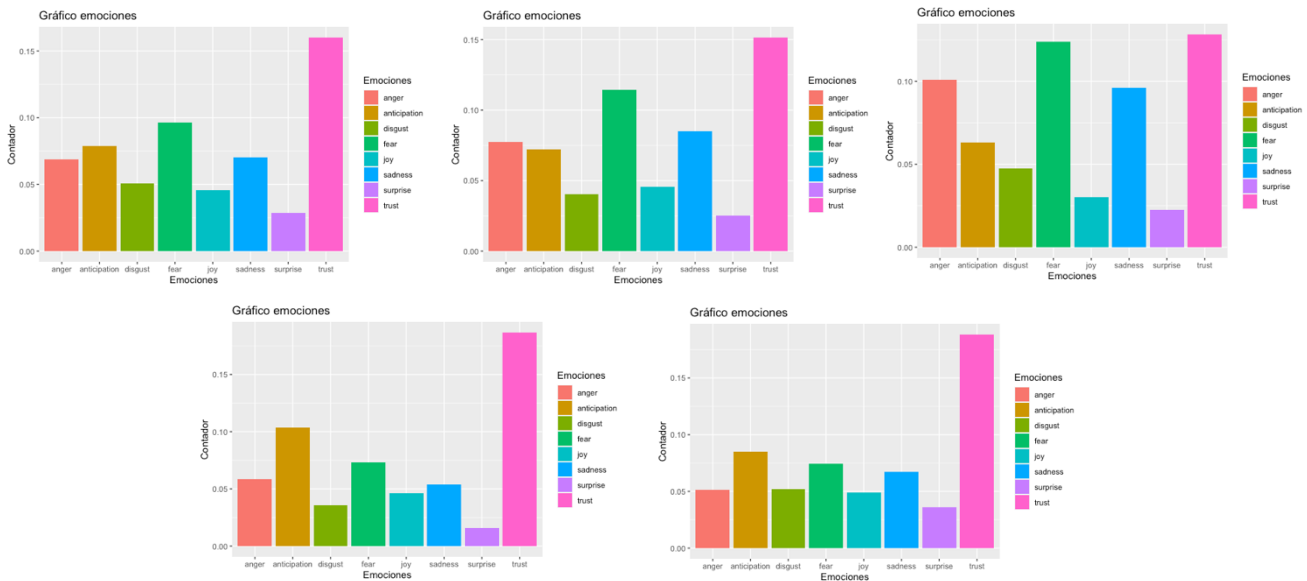 Gráfico emociones
0.15
0.10
0.05
0.00
Contador
anger anticipation disgust fear joy sadness surprise trust
Emociones
Emociones
anger
anticipation
disgust
fear
joy
sadness
surprise
trust
Gráfico emociones
0.15
0.10
0.05
0.00
Contador
anger anticipation disgust fear joy sadness surprise trust
Emociones
Emociones
anger
anticipation
disgust
fear
joy
sadness
surprise
trust
Gráfico emociones
0.10
0.05
0.00
Contador
anger anticipation disgust fear joy sadness surprise trust
Emociones
Emociones
anger
anticipation
disgust
fear
joy
sadness
surprise
trust
Gráfico emociones
0.15
0.10
0.05
0.00
Contador
anger anticipation disgust fear joy sadness surprise trust
Emociones
Emociones
anger
anticipation
disgust
fear
joy
sadness
surprise
trust
Gráfico emociones
0.15
0.10
0.05
0.00
Contador
anger anticipation disgust fear joy sadness surprise trust
Emociones
Emociones
anger
anticipation
disgust
fear
joy
sadness
surprise
trust